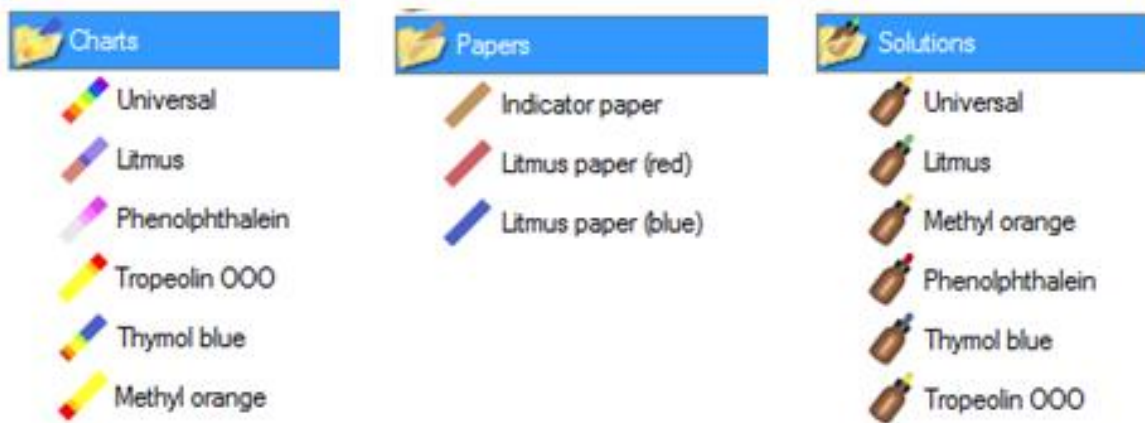 Charts
Universal
Litmus
Phenolphthalein
Tropeolin OOO
Thymol blue
Methyl orange
Papers
Indicator paper
Litmus paper (red)
Litmus paper (blue)
Solutions
Universal
Litmus
Methyl orange
Phenolphthalein
Thymol blue
Tropeolin OOO